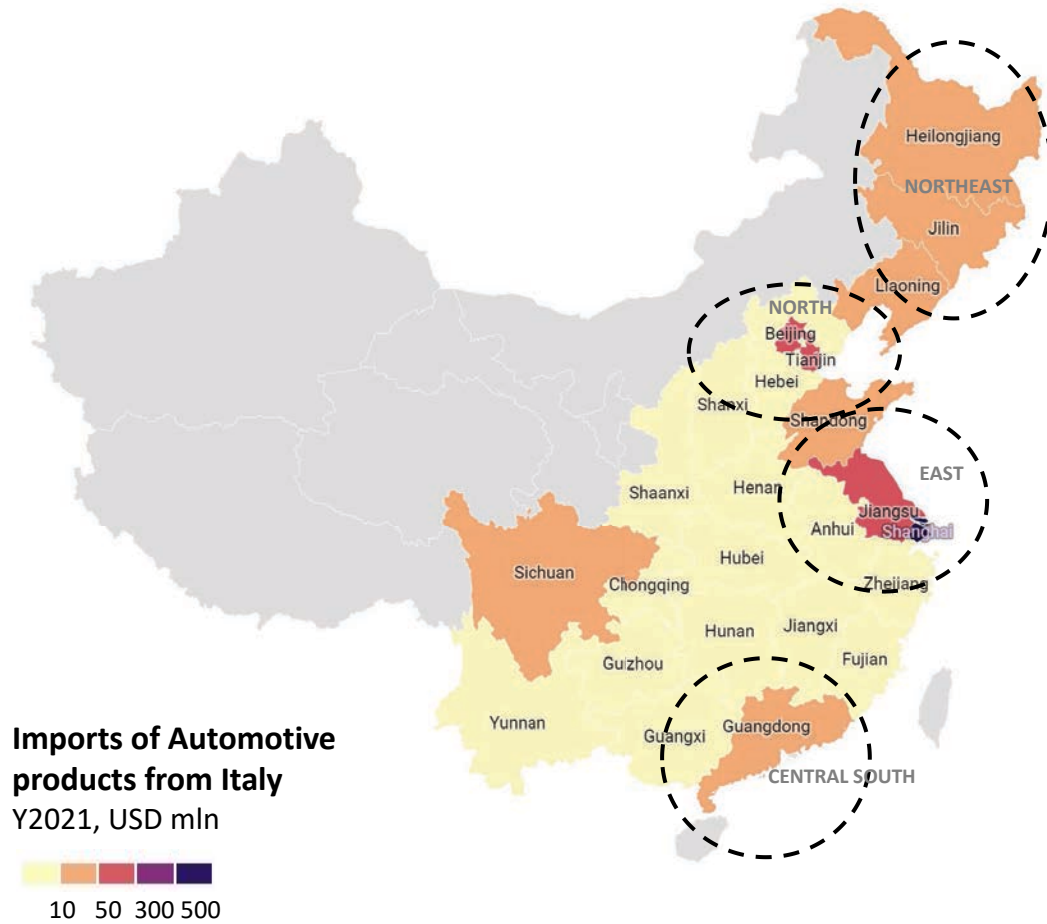 Heilongjiang
NORTHEAST
Jilin
Liaoning
NORTH
Beijing
Tianjin
Hebei
Shanxi
Shandong
EAST
Shaanxi
Henan
Jiangsu
Anhui
Shanghai
Hubei
Sichuan
Chongqing
Zhejiang
Hunan
Jiangxi
Guizhou
Fujian
Yunnan
Guangxi
Guangdong
CENTRAL SOUTH
Imports of Automotive
products from Italy
Y2021, USD mln
10 50 300 500